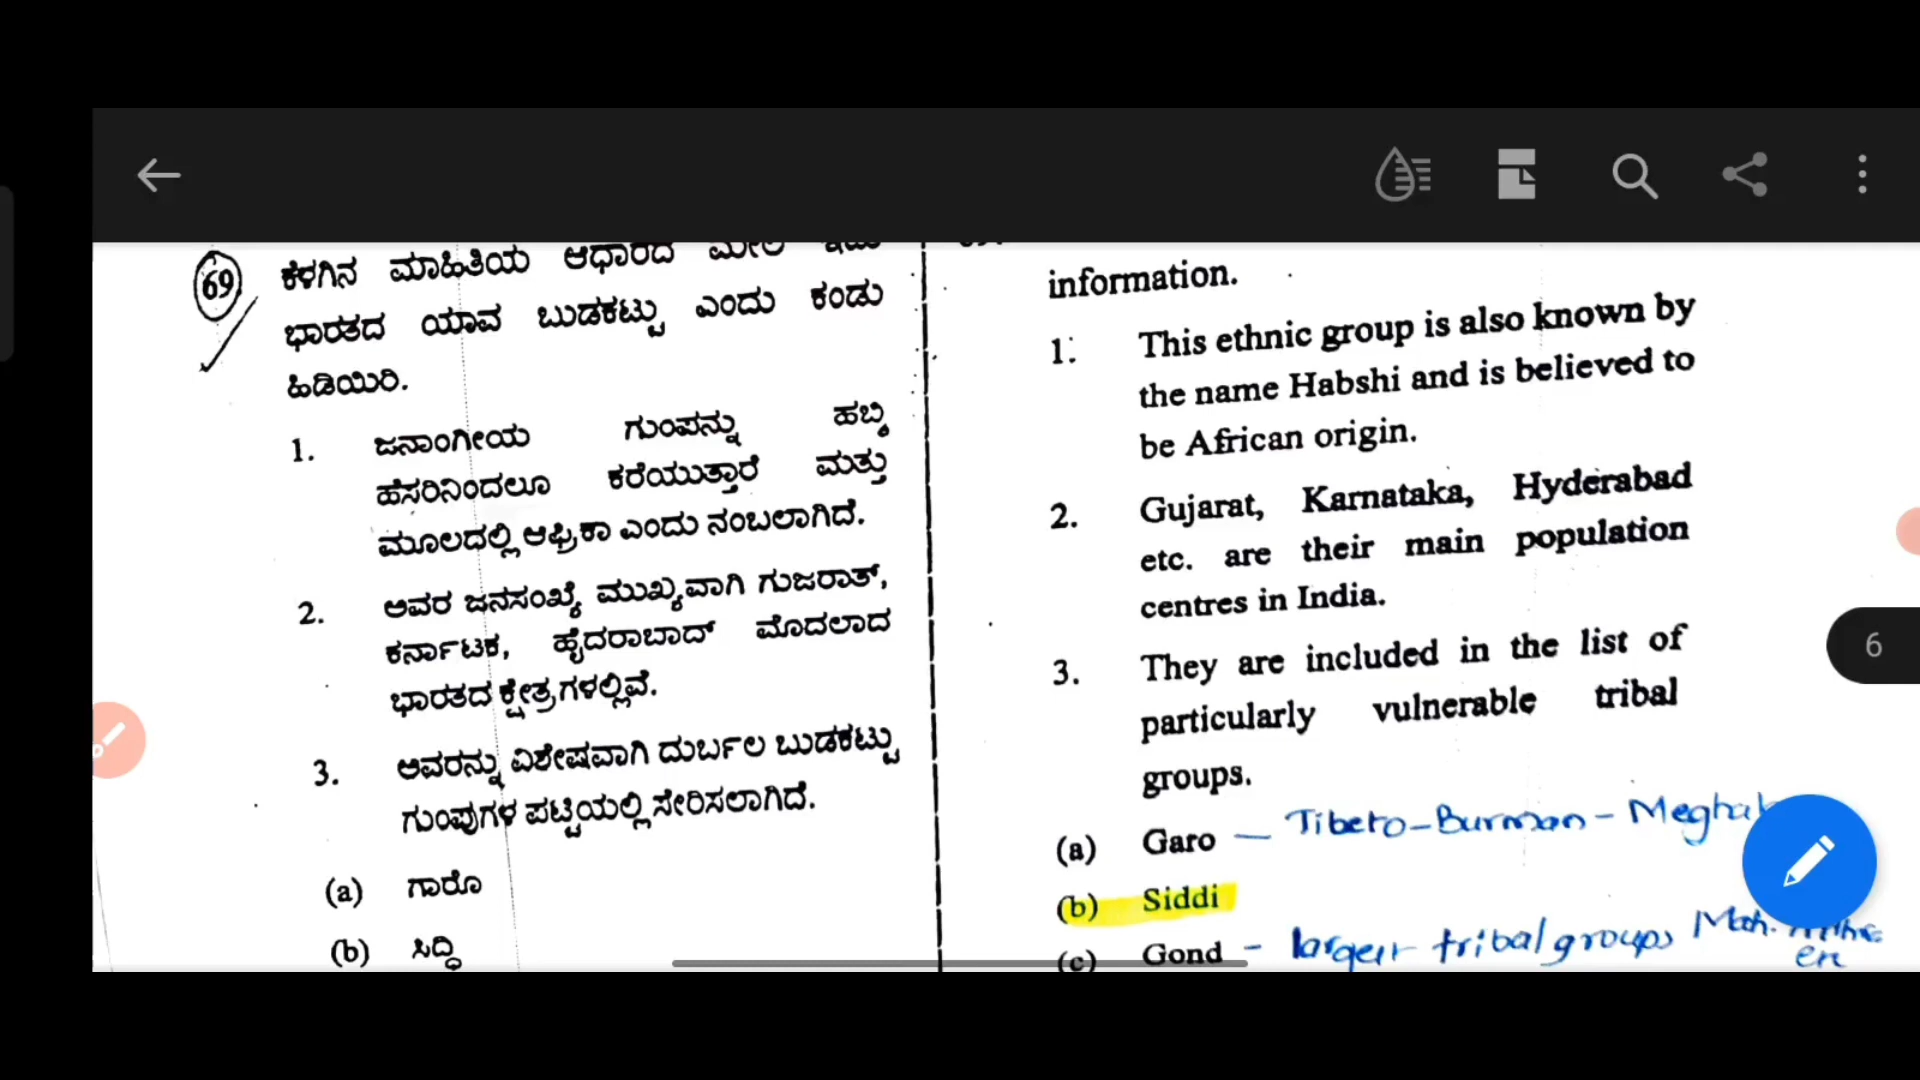 69. ಕೆಳಗಿನ ಮಾಹಿತಿಯ ಆಧಾರದ ಮೇಲೆ ಇದು
ಭಾರತದ ಯಾವ ಬುಡಕಟ್ಟು ಎಂದು ಕಂಡು
ಹಿಡಿಯಿರಿ.
1. ಜನಾಂಗೀಯ ಗುಂಪನ್ನು ಹಬ್ಶಿ
ಹೆಸರಿನಿಂದಲೂ ಕರೆಯುತ್ತಾರೆ ಮತ್ತು
ಮೂಲದಲ್ಲಿ ಆಫ್ರಿಕಾ ಎಂದು ನಂಬಲಾಗಿದೆ.
2. ಅವರ ಜನಸಂಖ್ಯೆ ಮುಖ್ಯವಾಗಿ ಗುಜರಾತ್,
ಕರ್ನಾಟಕ, ಹೈದರಾಬಾದ್ ಮೊದಲಾದ
ಭಾರತದ ಕ್ಷೇತ್ರಗಳಲ್ಲಿವೆ.
3. ಅವರನ್ನು ವಿಶೇಷವಾಗಿ ದುರ್ಬಲ ಬುಡಕಟ್ಟು
ಗುಂಪುಗಳ ಪಟ್ಟಿಯಲ್ಲಿ ಸೇರಿಸಲಾಗಿದೆ.
(a) ಗಾರೊ
(b) ಸಿದ್ಧಿ
information.
1. This ethnic group is also known by
the name Habshi and is believed to
be African origin.
2. Gujarat, Karnataka, Hyderabad
etc. are their main population
centres in India.
3. They are included in the list of
particularly vulnerable tribal
groups.
(a) Garo — Tibeto-Burman - Meghal
(b) Siddi
(c) Gond - largest tribal groups Mah.
6